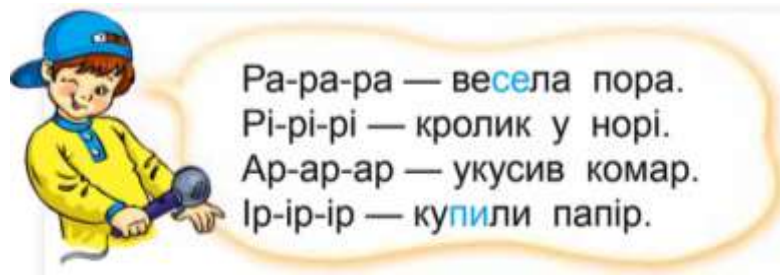 Ра-ра-ра — весела пора.
Рі-рі-рі — кролик у норі.
Ар-ар-ар — укусив комар.
Ір-ір-ір — купили папір.